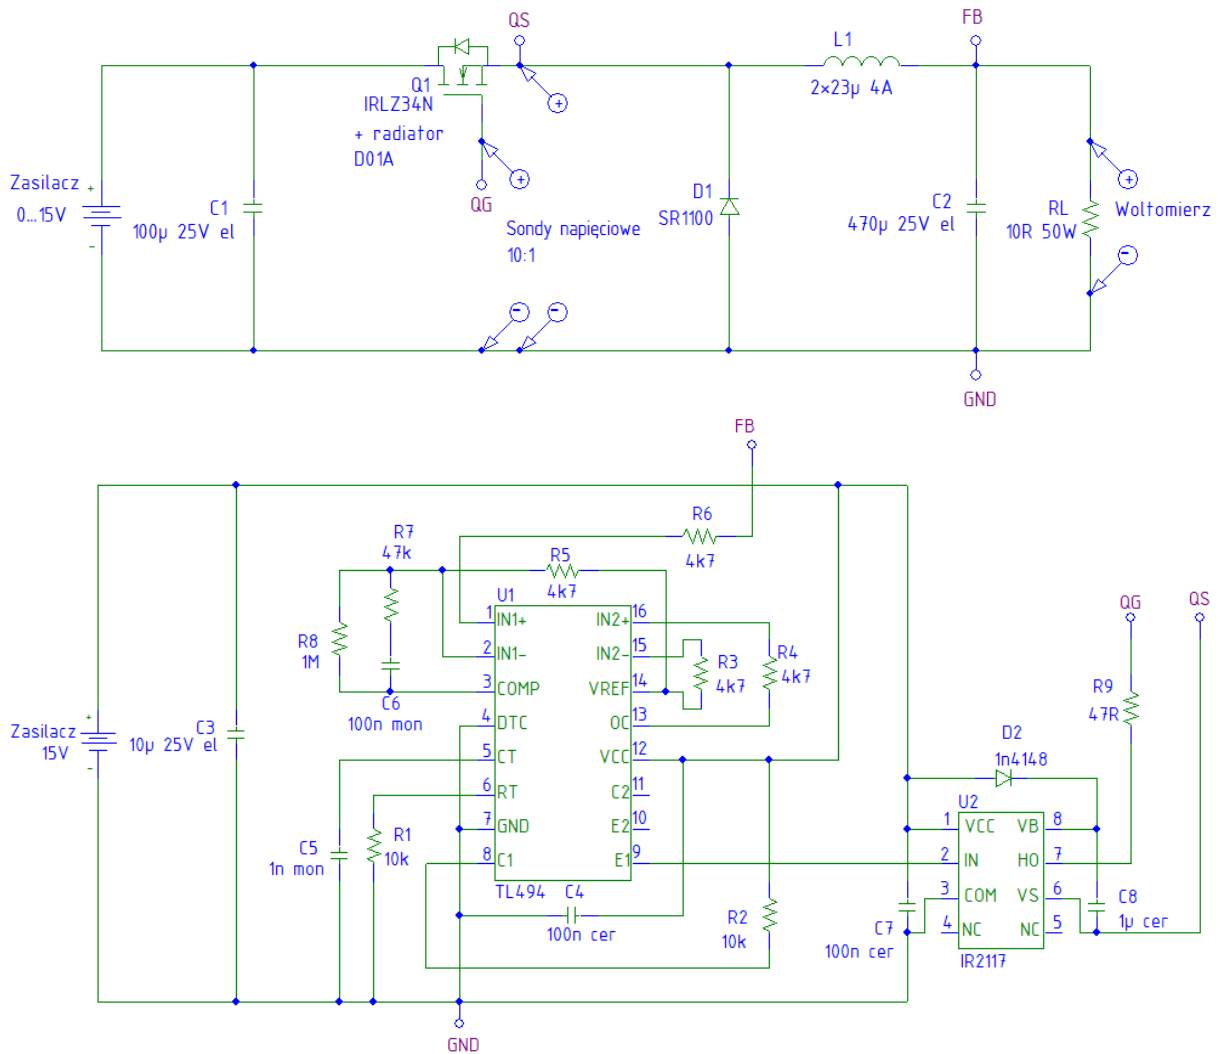 QS
FB
L1
2×23µ 4A
Q1
IRLZ34N
+ radiator
D01A
QG
Zasilacz
0...15V
+
-
C1
100µ 25V el
Sondy napięciowe
10:1
D1
SR1100
C2
470µ 25V el
RL
10R 50W
Woltomierz
+
+
+
-
-
-
GND
FB
R6
4k7
R7
47k
R5
4k7
U1
R8
1M
C6
100n mon
1 IN1+ IN2+ 16
2 IN1- IN2- 15
3 COMP VREF 14
4 DTC OC 13
5 CT VCC 12
6 RT C2 11
7 GND E2 10
8 C1 E1 9
TL494
R3
4k7
R4
4k7
Zasilacz
15V
+
-
C3
10µ 25V el
C5
1n mon
R1
10k
C4
100n cer
R2
10k
QG
QS
R9
47R
D2
1n4148
U2
1 VCC VB 8
2 IN HO 7
3 COM VS 6
4 NC NC 5
IR2117
C7
100n cer
C8
1µ cer
GND